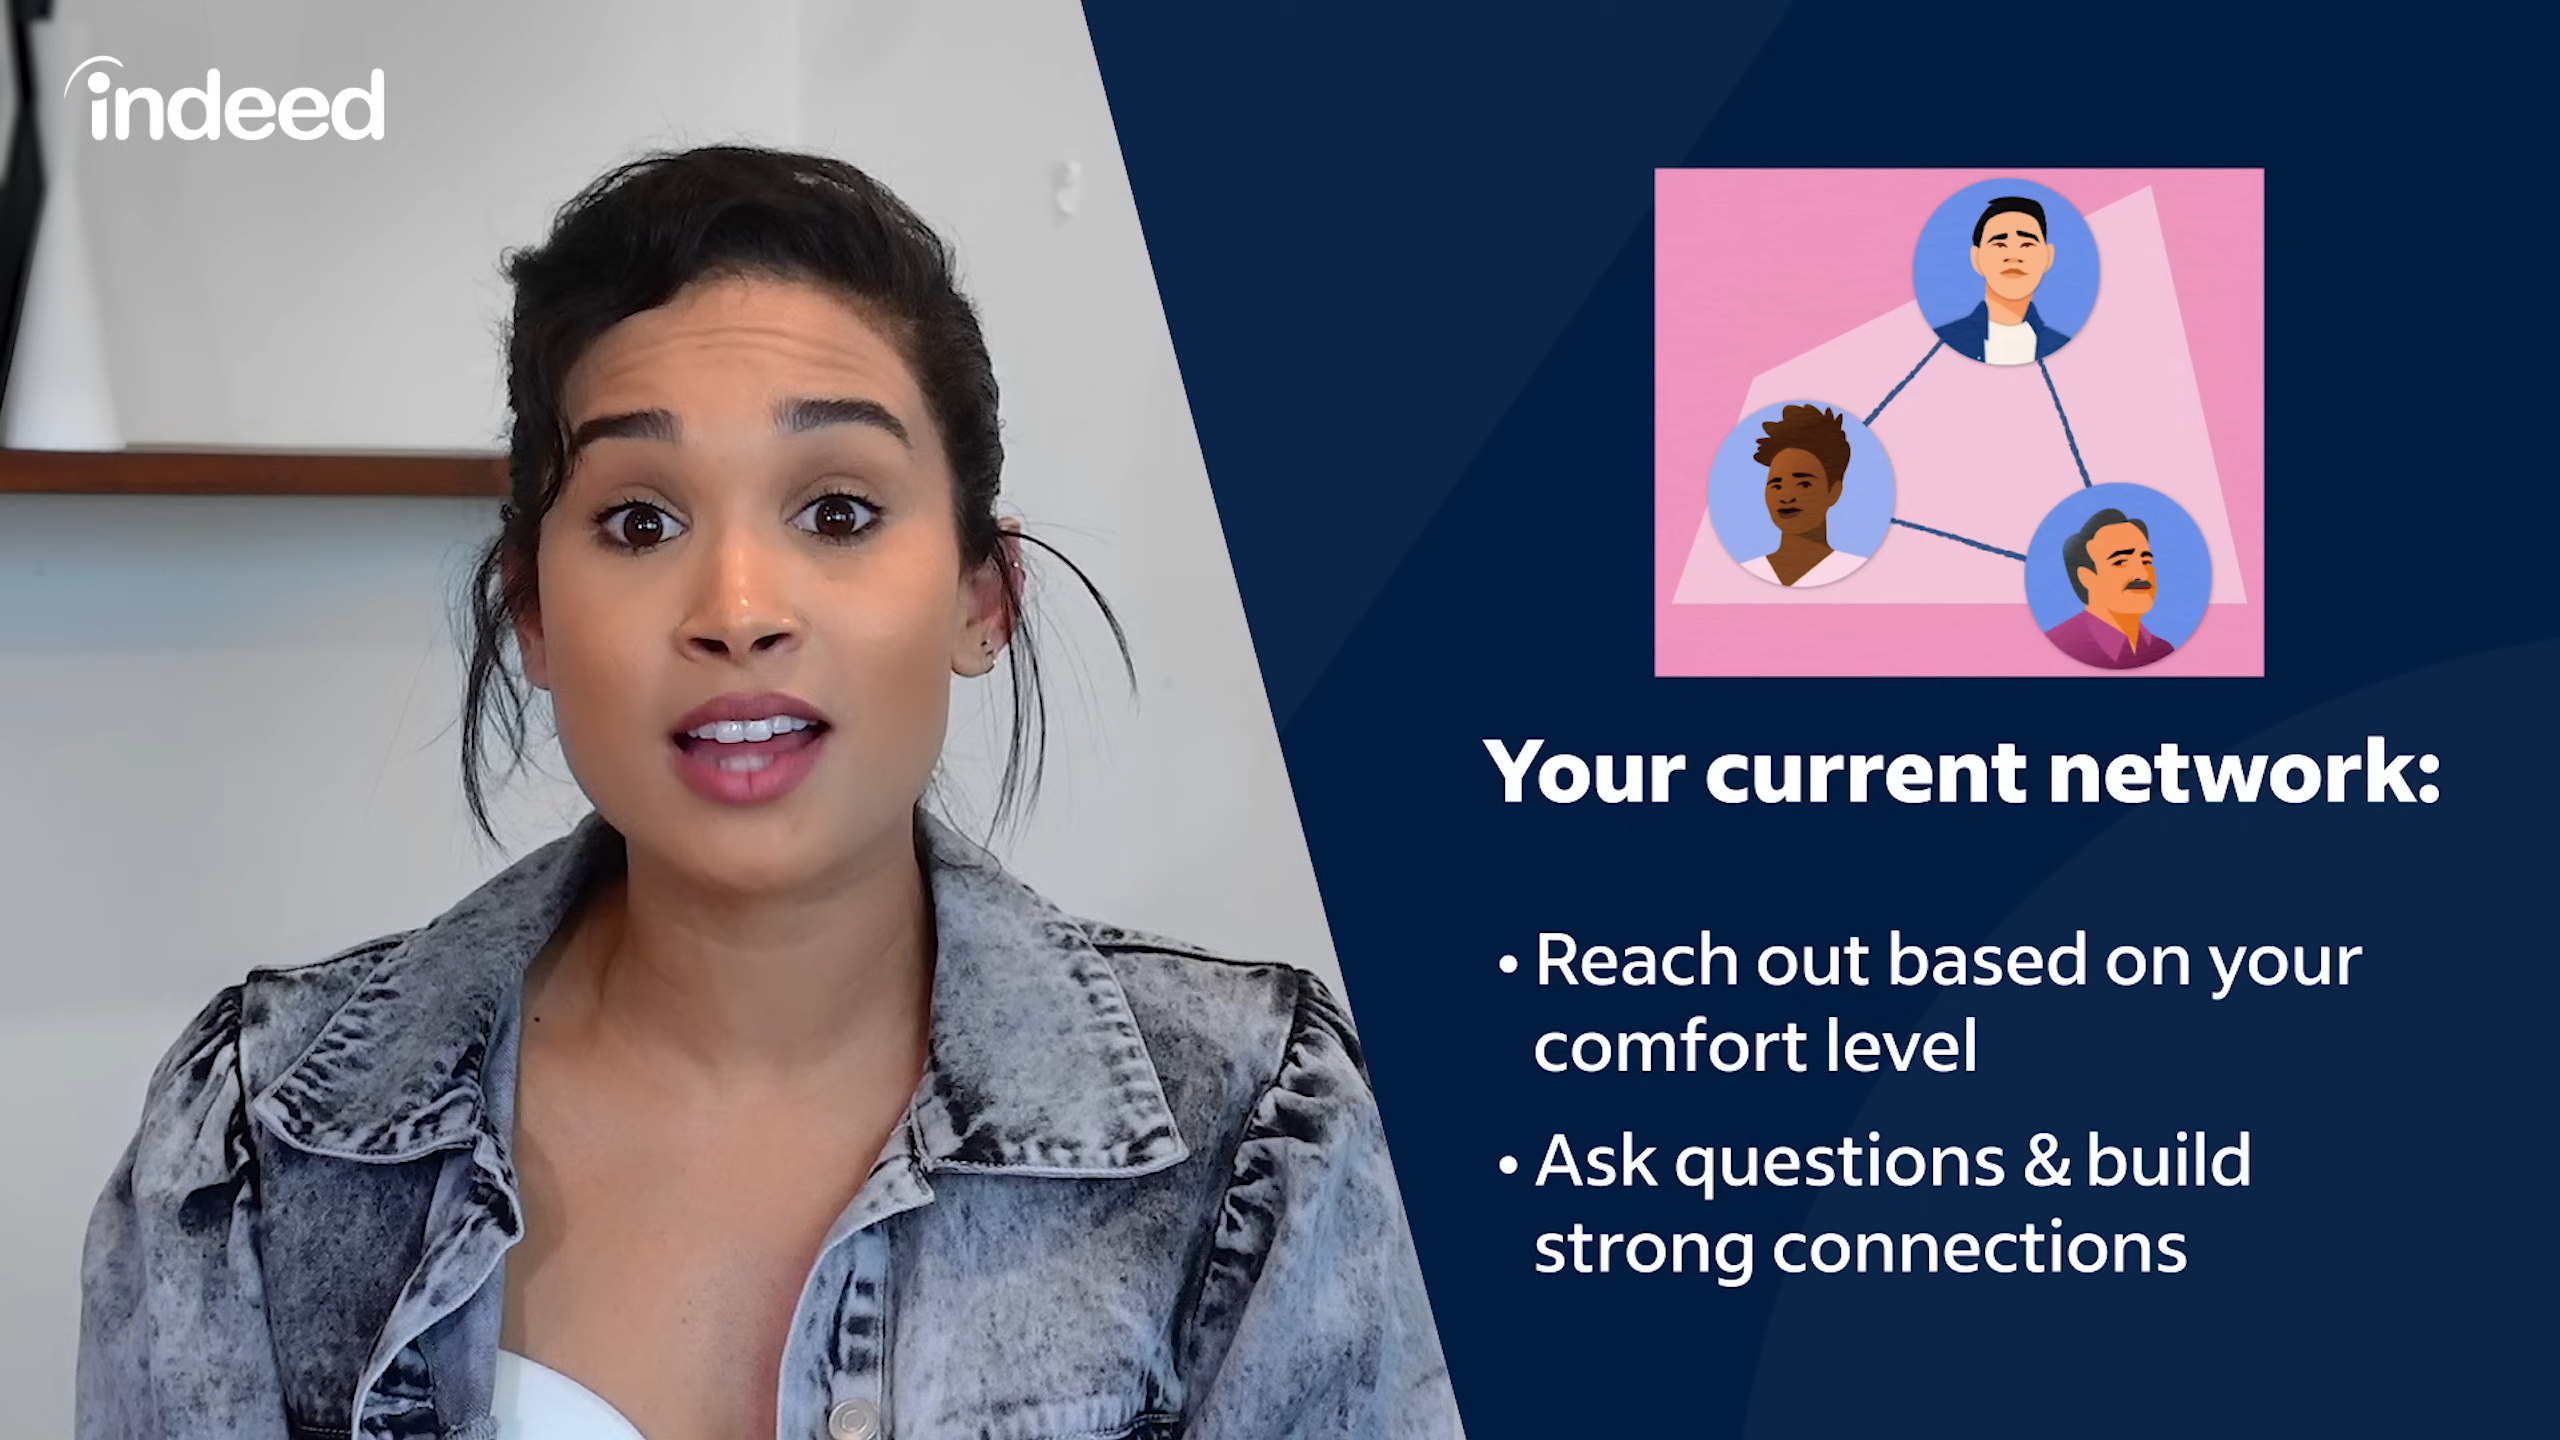 indeed
Your current network:
• Reach out based on your
comfort level
• Ask questions & build
strong connections